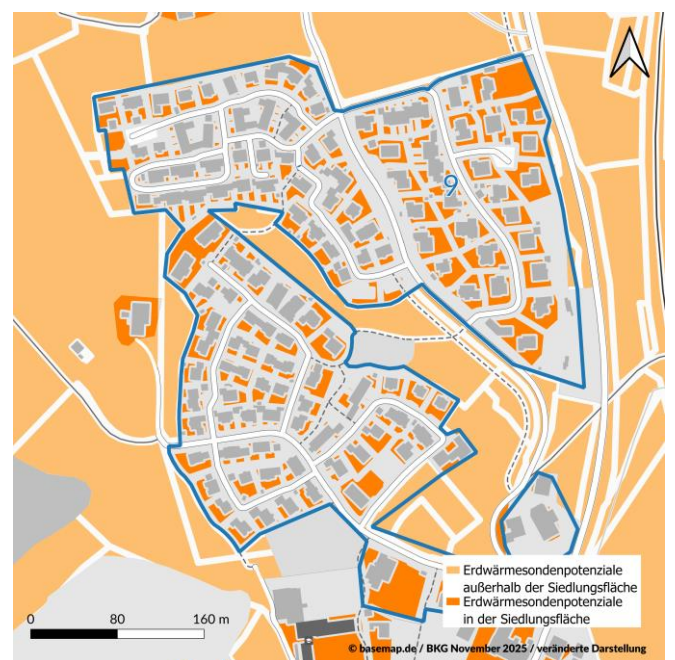 9
Erdwärmesondenpotenziale
außerhalb der Siedlungsfläche
Erdwärmesondenpotenziale
in der Siedlungsfläche
0 80 160 m
© basemap.de / BKG November 2025 / veränderte Darstellung